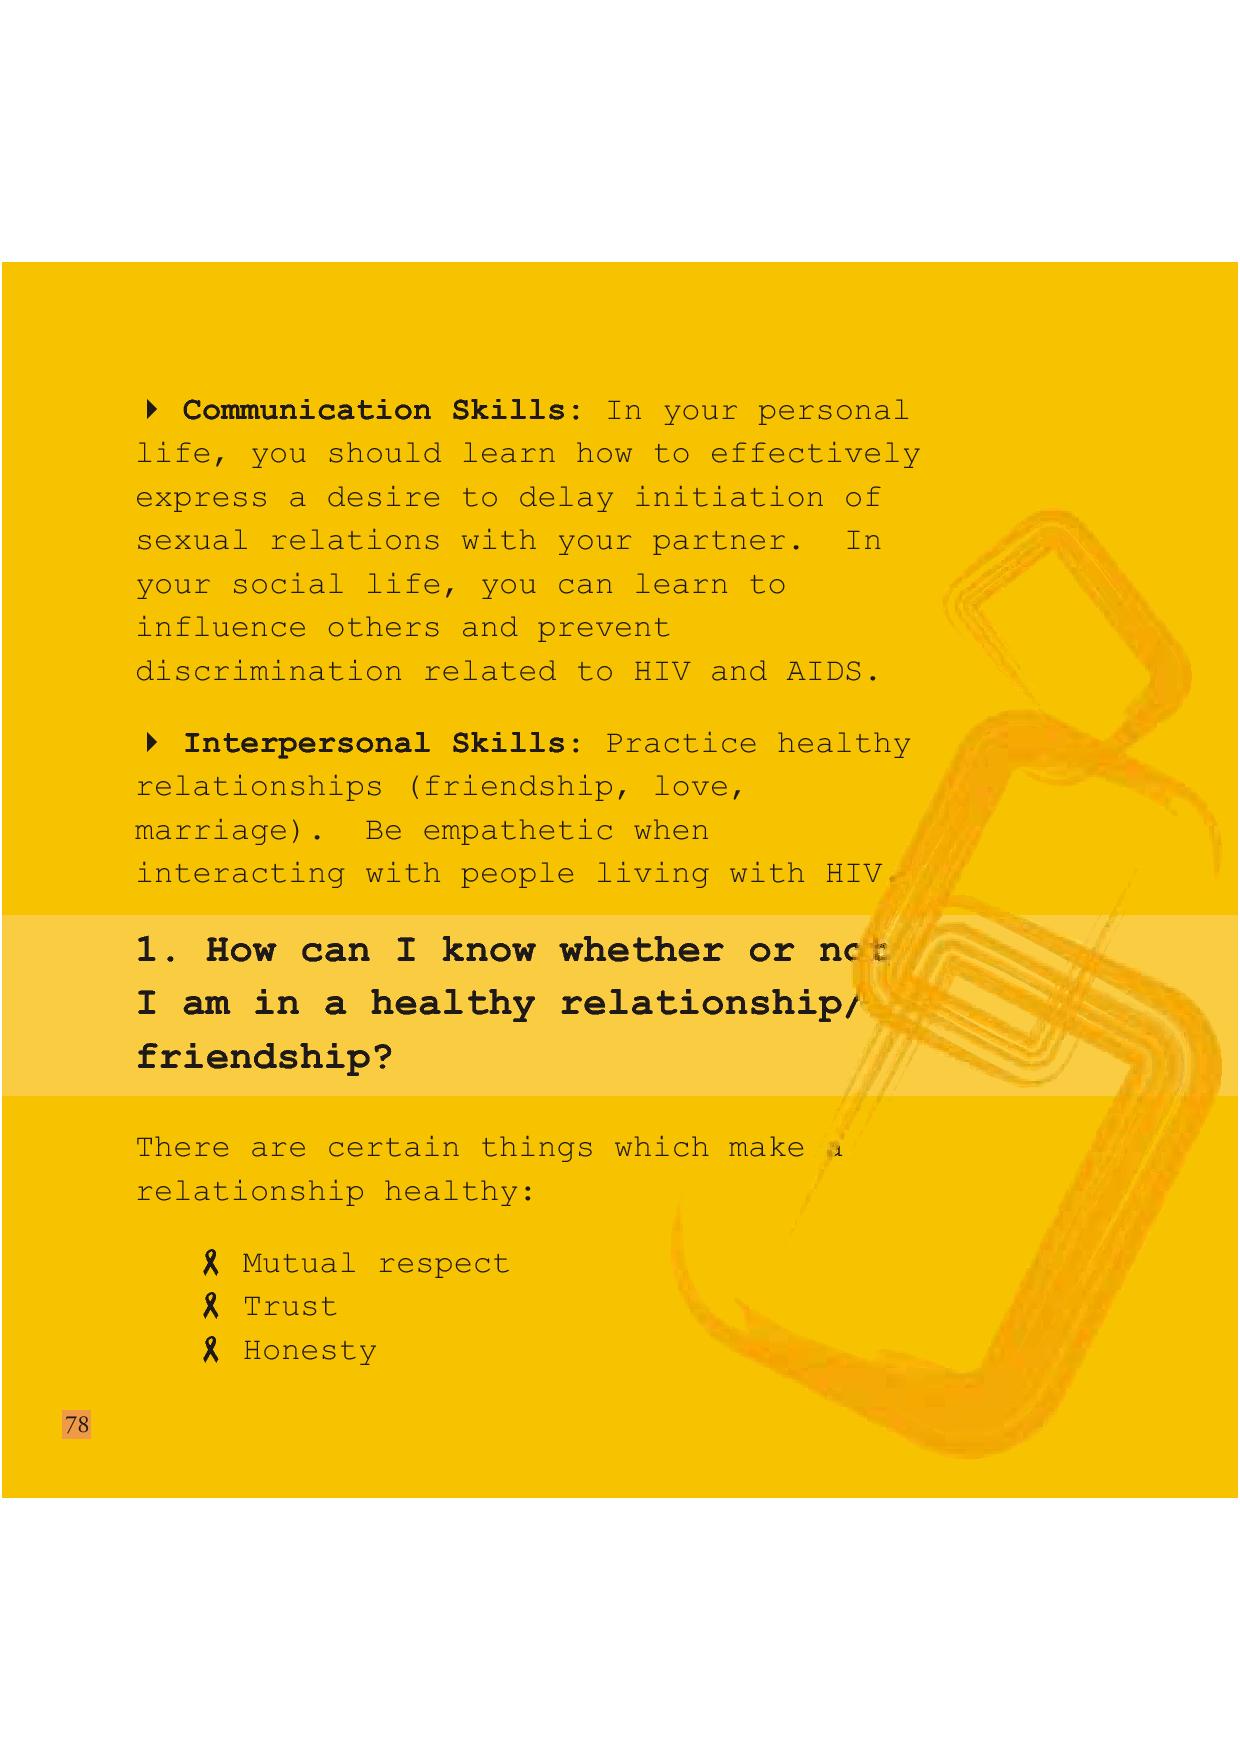 Communication Skills: In your personal
life, you should learn how to effectively
express a desire to delay initiation of
sexual relations with your partner.  In
your social life, you can learn to
influence others and prevent
discrimination related to HIV and AIDS.
Interpersonal Skills: Practice healthy
relationships (friendship, love,
marriage).  Be empathetic when
interacting with people living with HIV.
1. How can I know whether or not
I am in a healthy relationship/
friendship?
There are certain things which make a
relationship healthy:
Mutual respect
Trust
Honesty
78